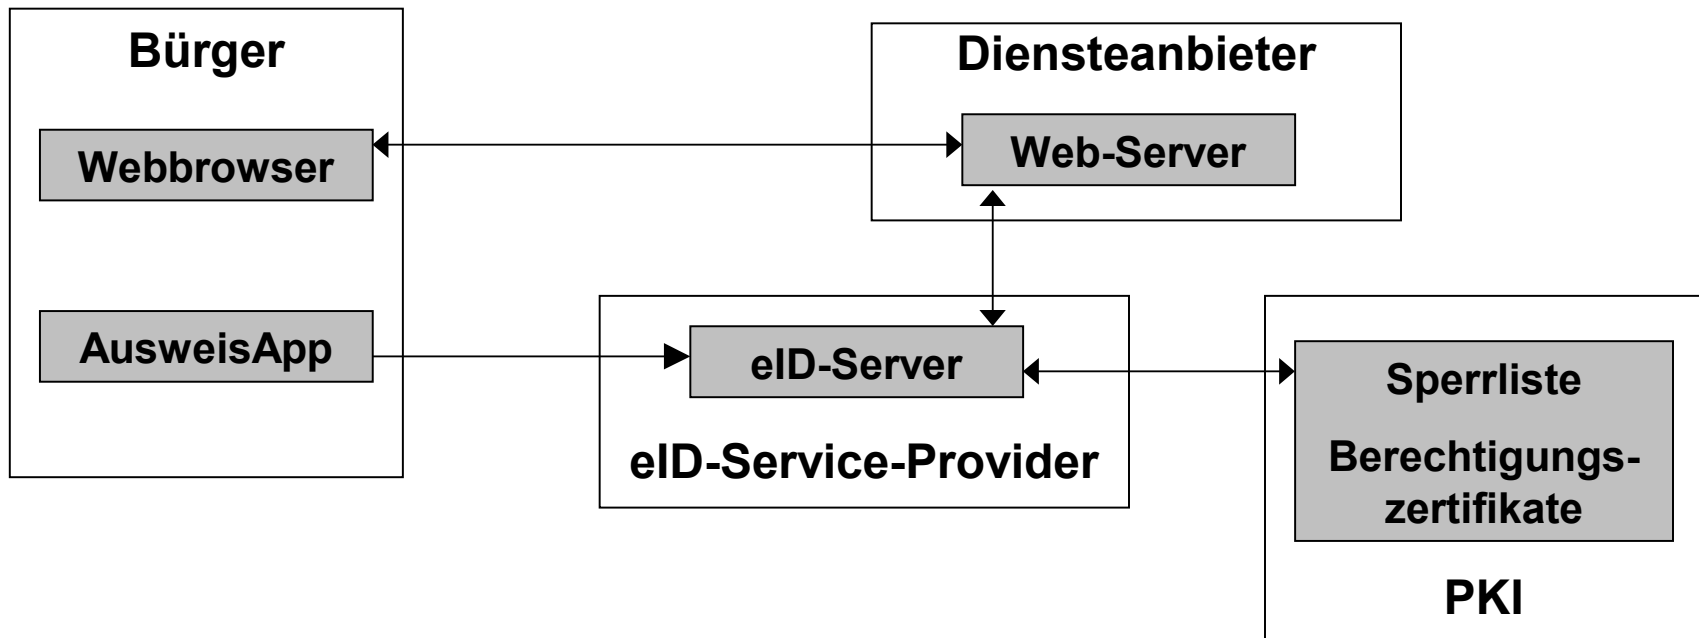 Bürger
Webbrowser
AusweisApp
Diensteanbieter
Web-Server
eID-Server
eID-Service-Provider
Sperrliste
Berechtigungs-
zertifikate
PKI